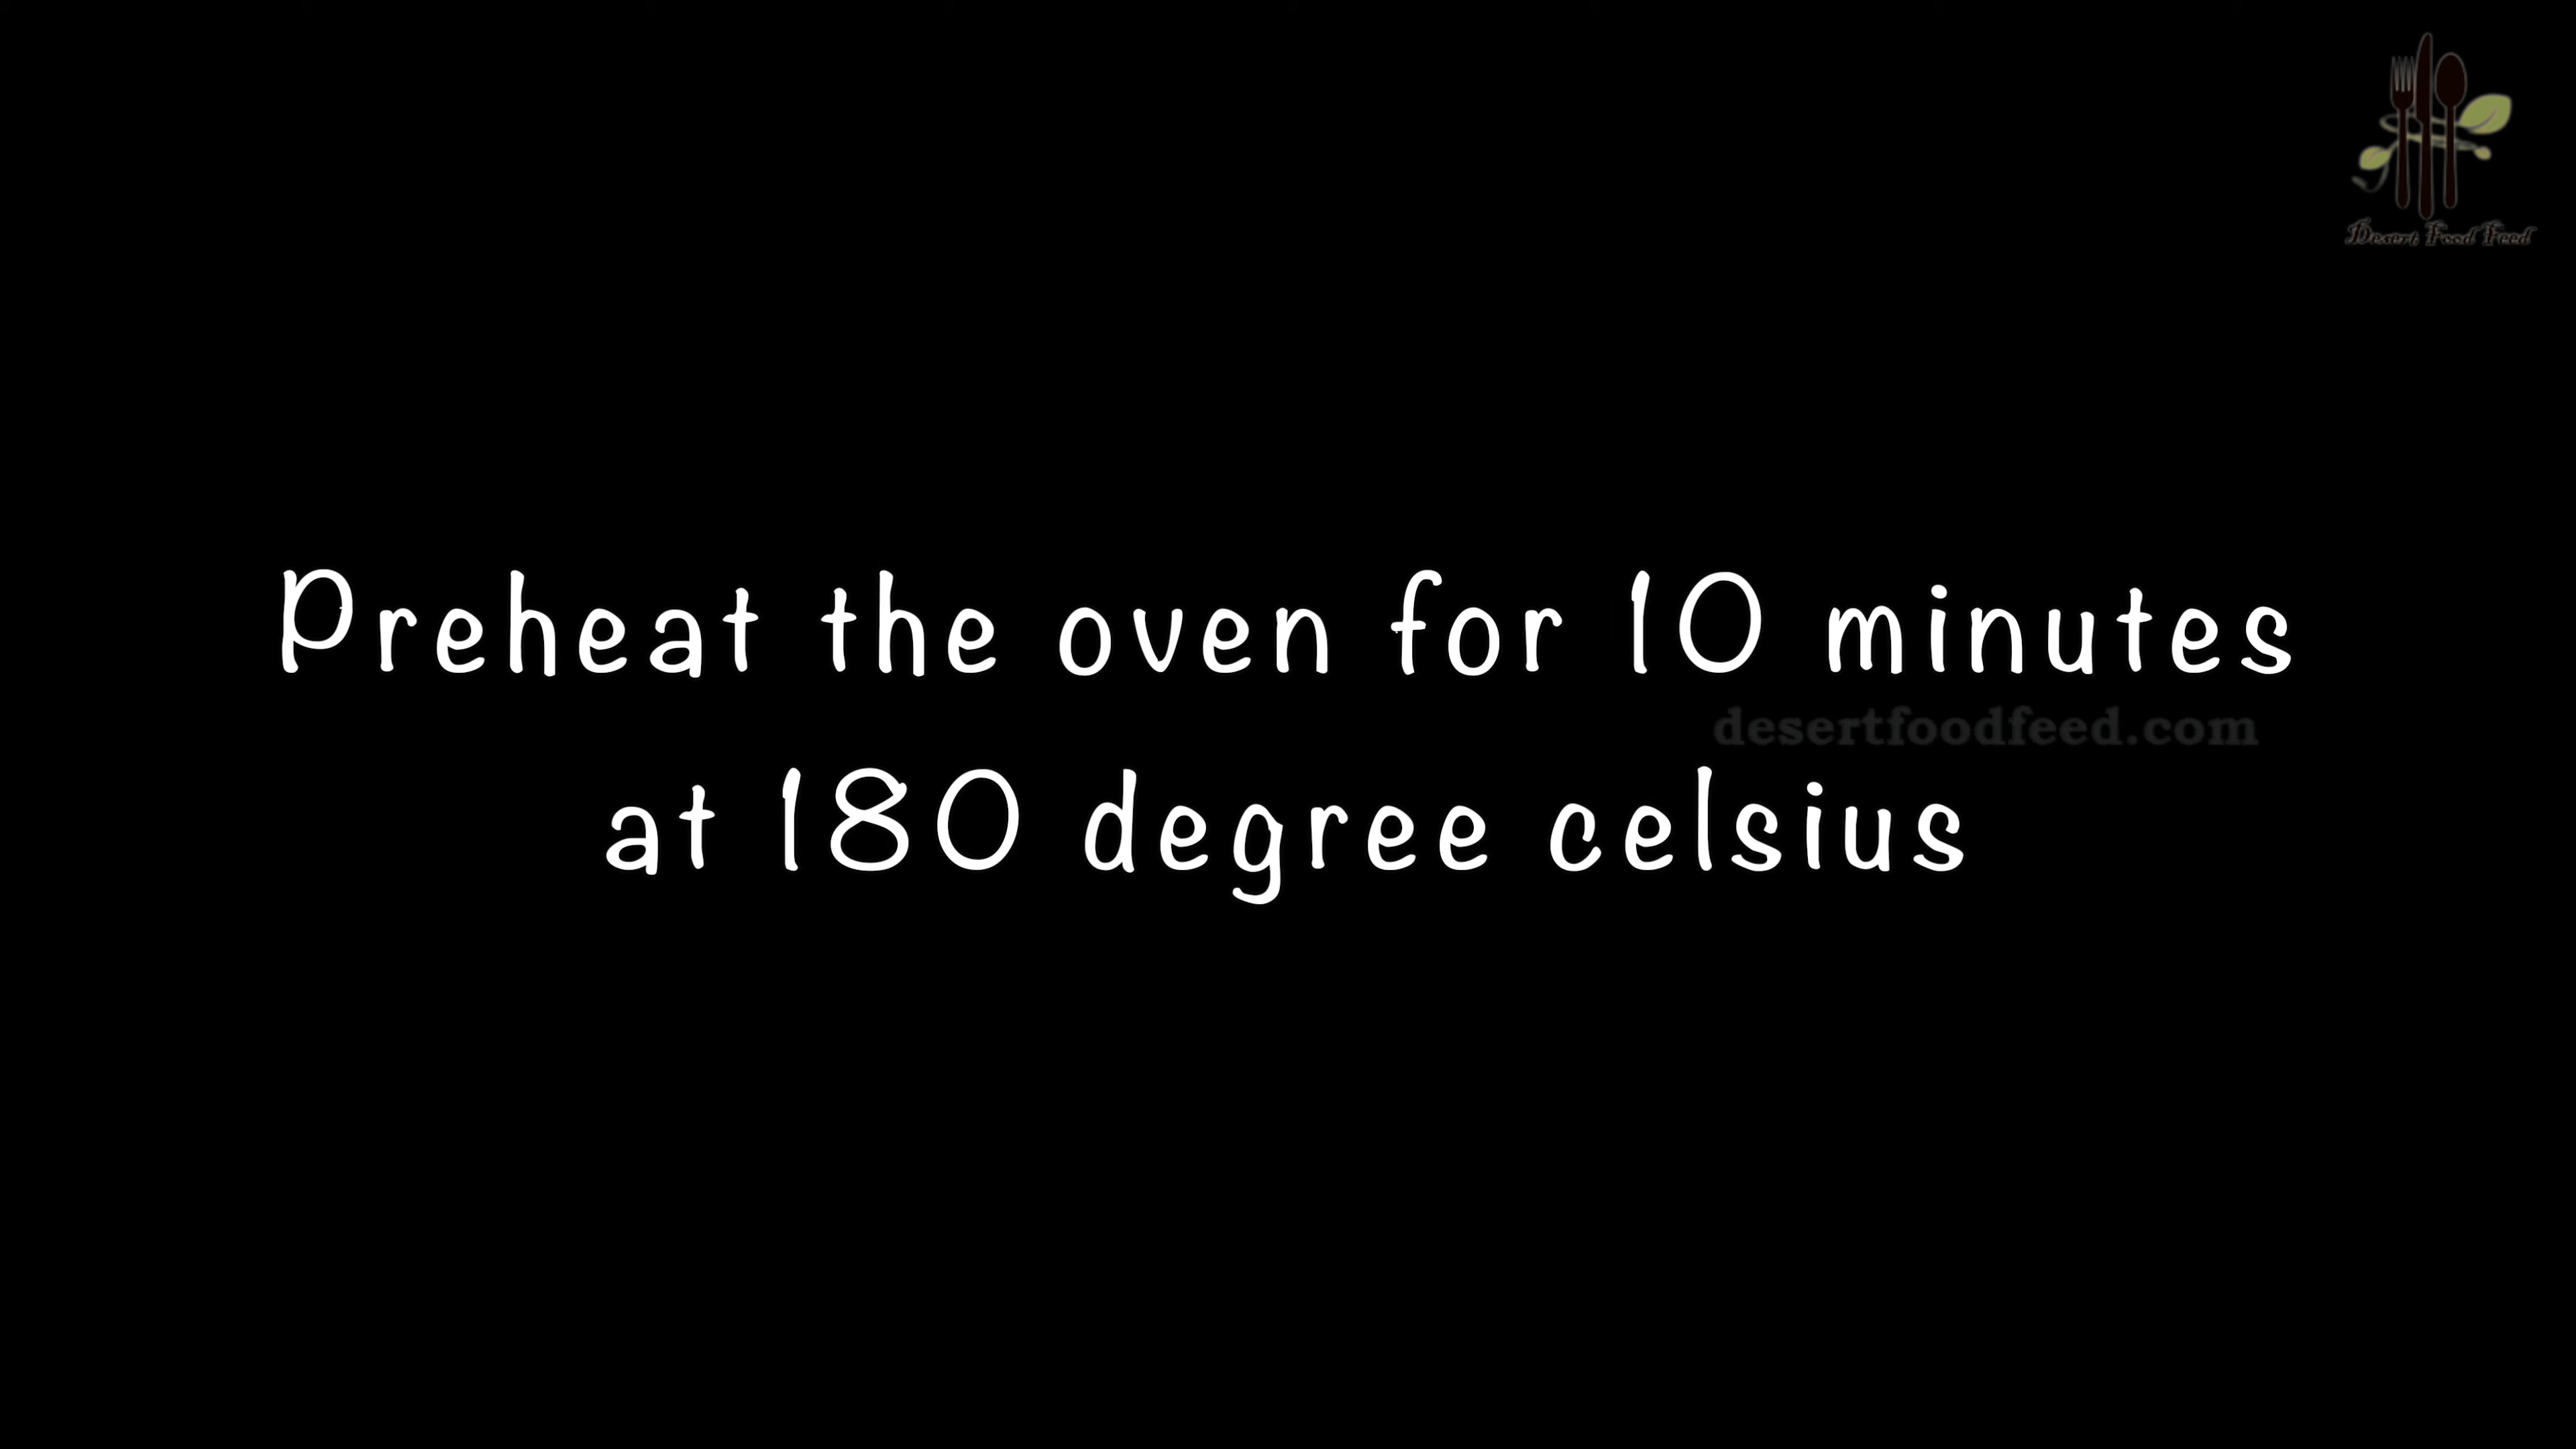 Desert Food Feed
Preheat the oven for 10 minutes
desertfoodfeed.com
at 180 degree celsius